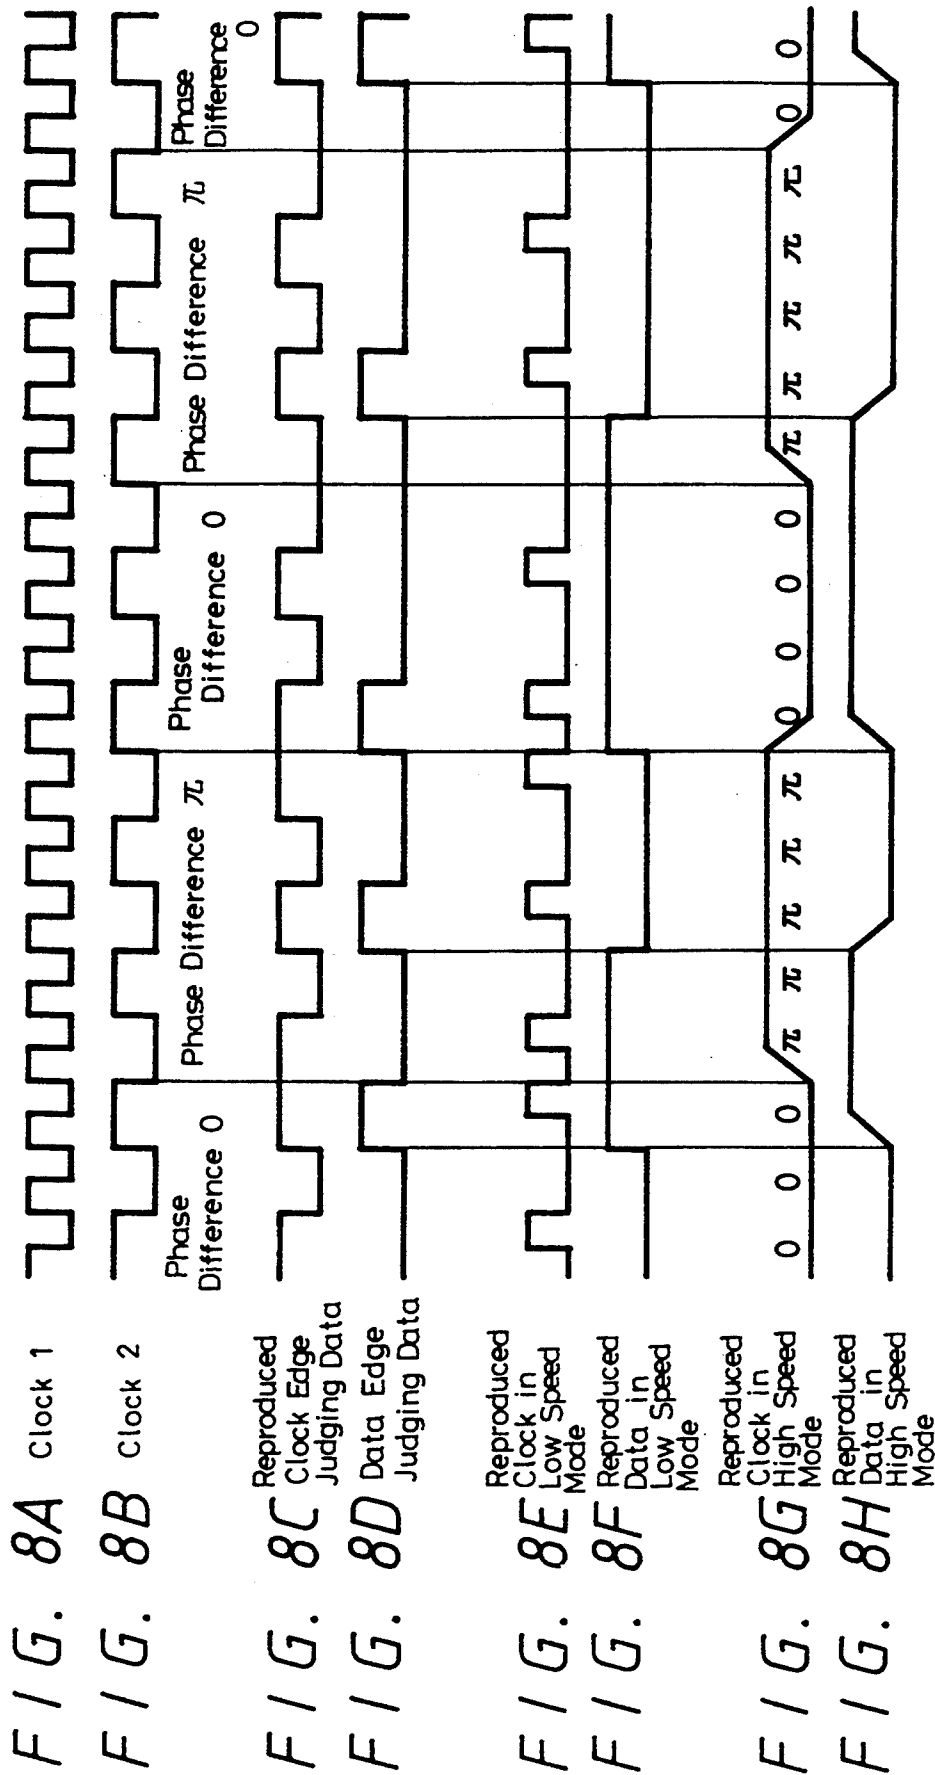 FIG. 8A Clock 1
FIG. 8B Clock 2
Phase
Difference 0
Phase Difference π
Phase
Difference 0
Phase Difference π
Phase
Difference
0
FIG. 8C Reproduced
Clock Edge
Judging Data
FIG. 8D Data Edge
Judging Data
FIG. 8E Reproduced
Clock in
Low Speed
Mode
FIG. 8F Reproduced
Data in
Low Speed
Mode
FIG. 8G Reproduced
Clock in
High Speed
Mode
0 0 0 π π π π π 0 0 0 0 π π π π π 0 0
FIG. 8H Reproduced
Data in
High Speed
Mode